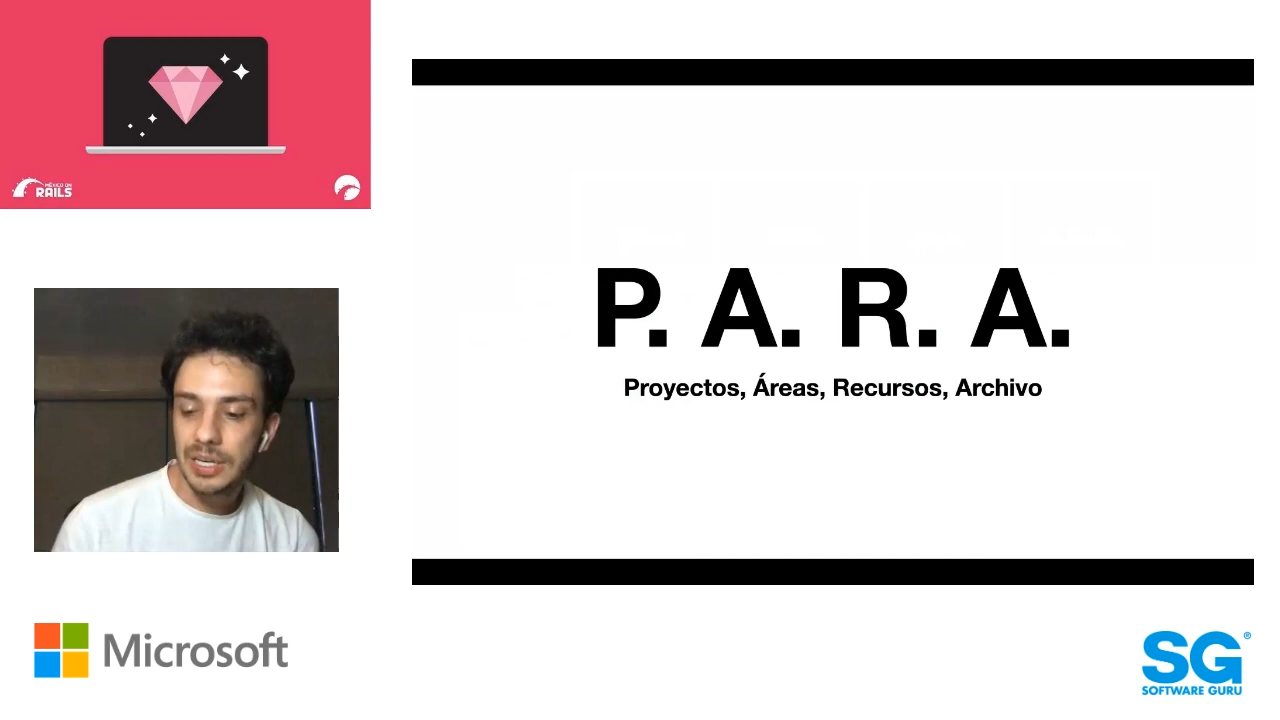 MÉXICO ON
RAILS
P. A. R. A.
Proyectos, Áreas, Recursos, Archivo
Microsoft
SG®
SOFTWARE GURU